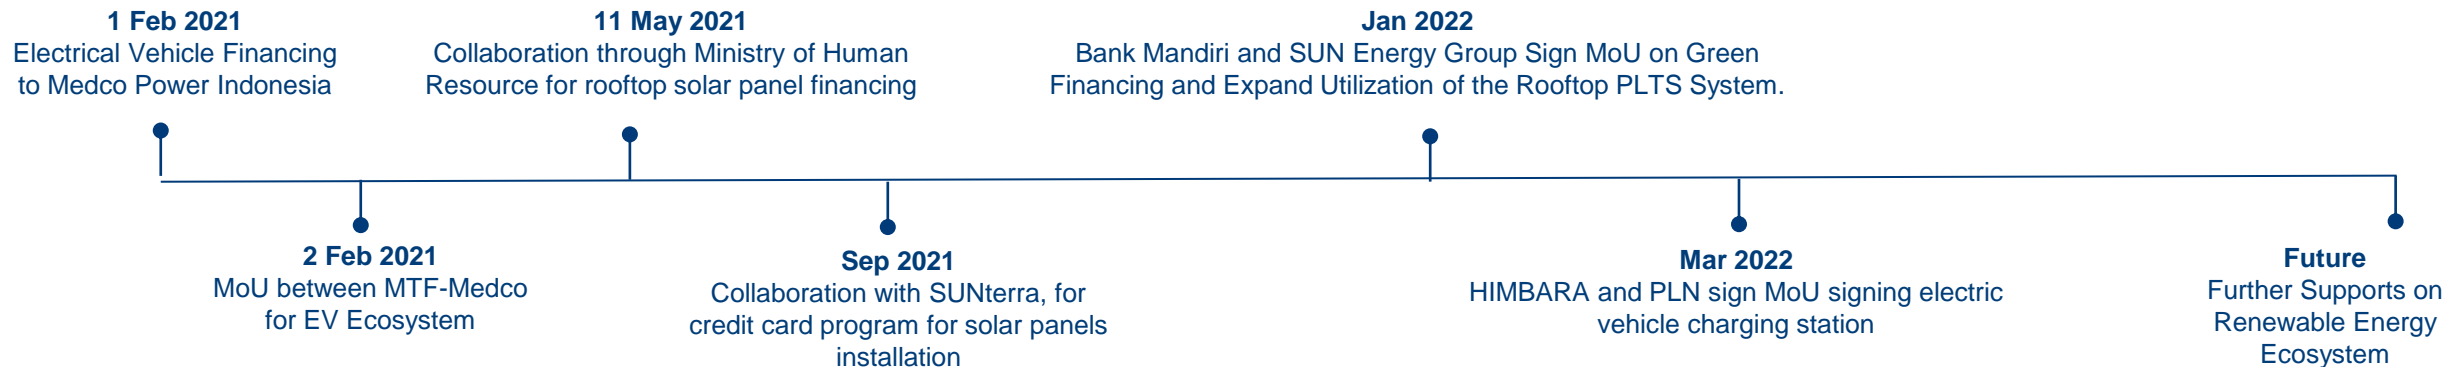 1 Feb 2021
Electrical Vehicle Financing
to Medco Power Indonesia
11 May 2021
Collaboration through Ministry of Human
Resource for rooftop solar panel financing
Jan 2022
Bank Mandiri and SUN Energy Group Sign MoU on Green
Financing and Expand Utilization of the Rooftop PLTS System.
2 Feb 2021
MoU between MTF-Medco
for EV Ecosystem
Sep 2021
Collaboration with SUNterra, for
credit card program for solar panels
installation
Mar 2022
HIMBARA and PLN sign MoU signing electric
vehicle charging station
Future
Further Supports on
Renewable Energy
Ecosystem